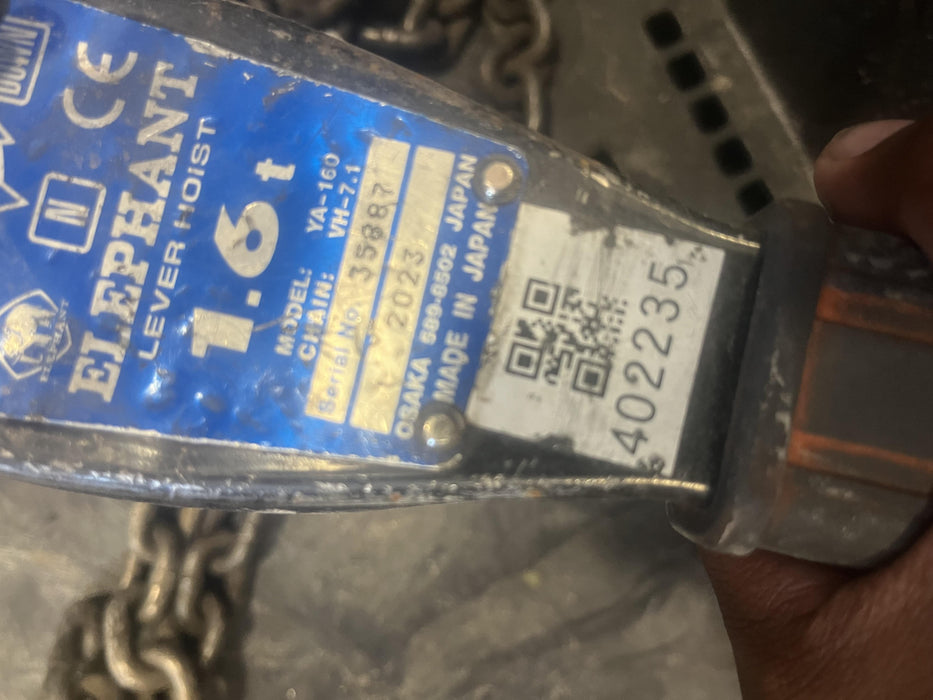 DOWN
CE
N
ELEPHANT
LEVER HOIST
1.6 t
MODEL: YA-160
CHAIN: VH-7.1
Serial No. 35887
2023
OSAKA 589-8502 JAPAN
MADE IN JAPAN
402235